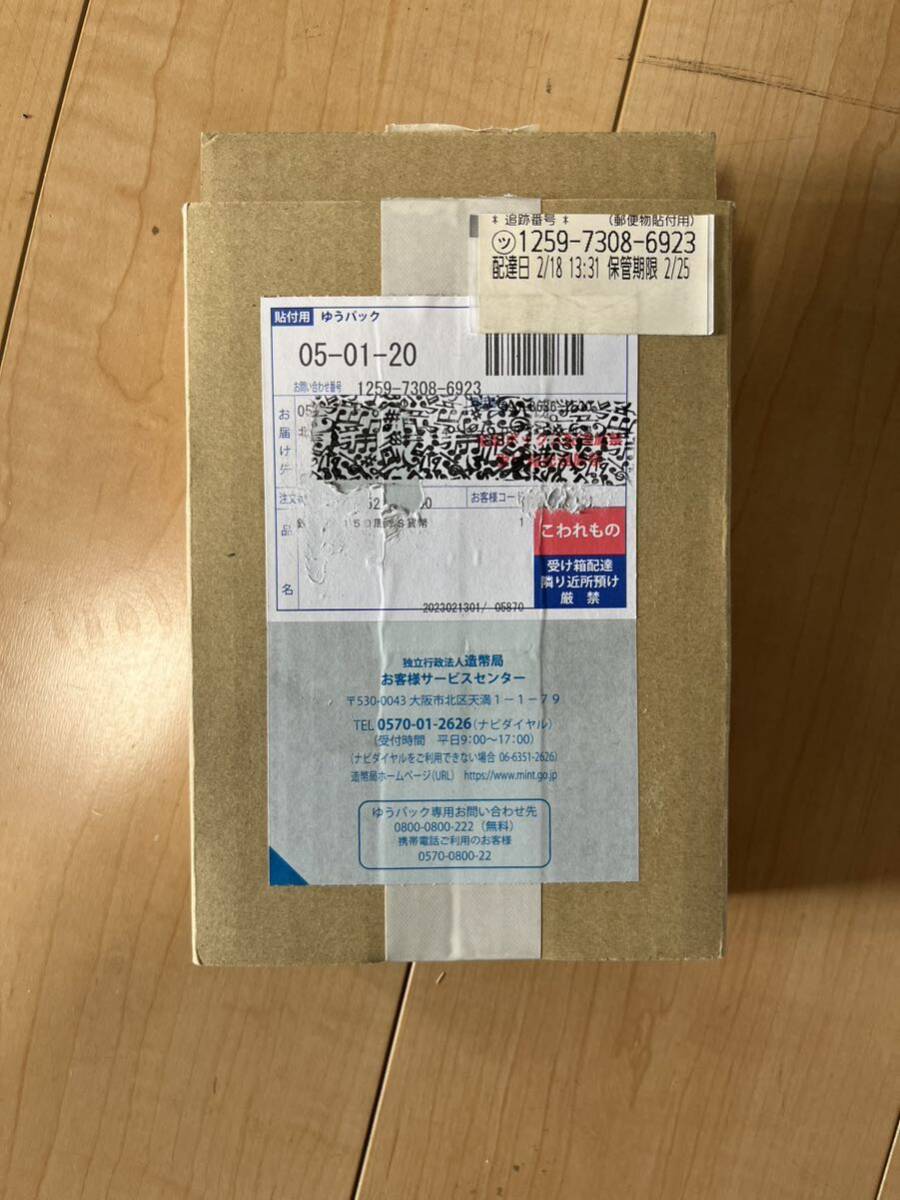 ＊ 追跡番号 ＊ (郵便物貼付用)
ツ 1259-7308-6923
配達日 2/18 13:31 保管期限 2/25
貼付用 ゆうパック
05-01-20
お問い合わせ番号 1259-7308-6923
お届け先
05
北
お客様コード
品名
150周 S貨幣 1
こわれもの
受け箱配達
隣り近所預け
厳 禁
2023021301/ 05870
独立行政法人造幣局
お客様サービスセンター
〒530-0043 大阪市北区天満1－1－79
TEL 0570-01-2626(ナビダイヤル)
(受付時間 平日9:00～17:00)
(ナビダイヤルをご利用できない場合 06-6351-2626)
造幣局ホームページ(URL) https://www.mint.go.jp
ゆうパック専用お問い合わせ先
0800-0800-222 (無料)
携帯電話ご利用のお客様
0570-0800-22